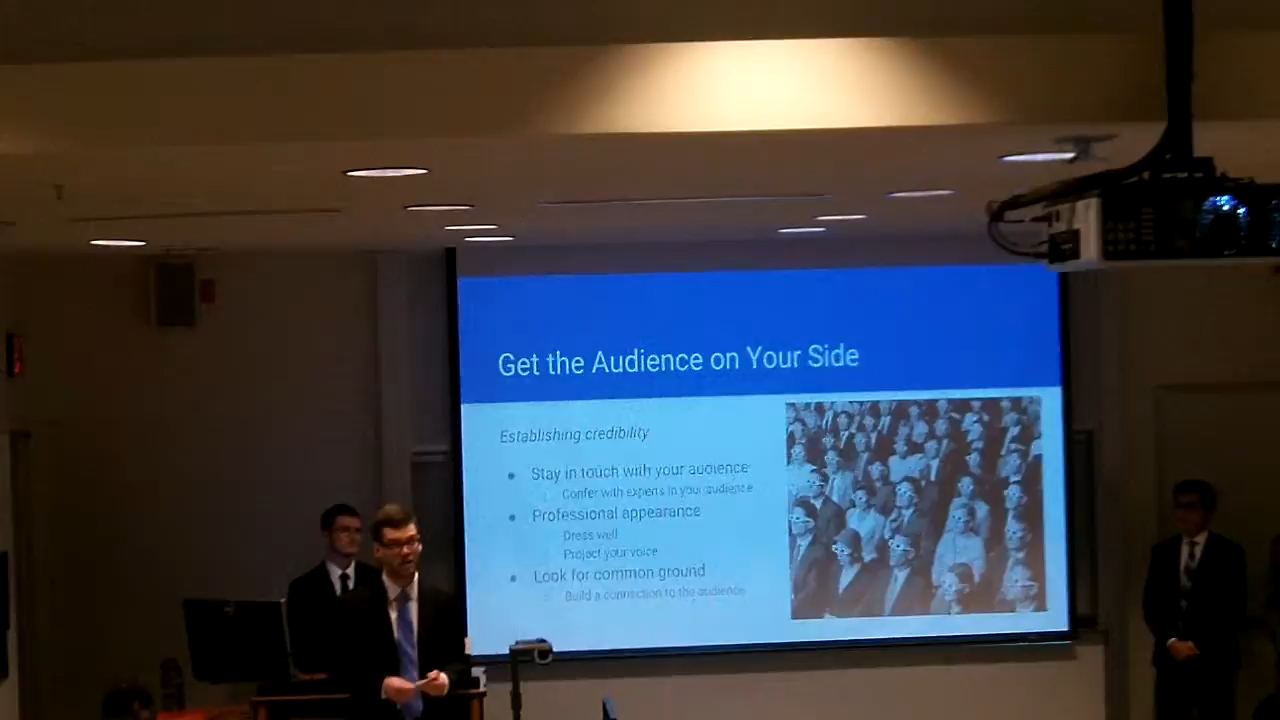 Get the Audience on Your Side
Establishing credibility
Stay in touch with your audience
Confer with experts in your audience
Professional appearance
Dress well
Project your voice
Look for common ground
Build a connection to the audience